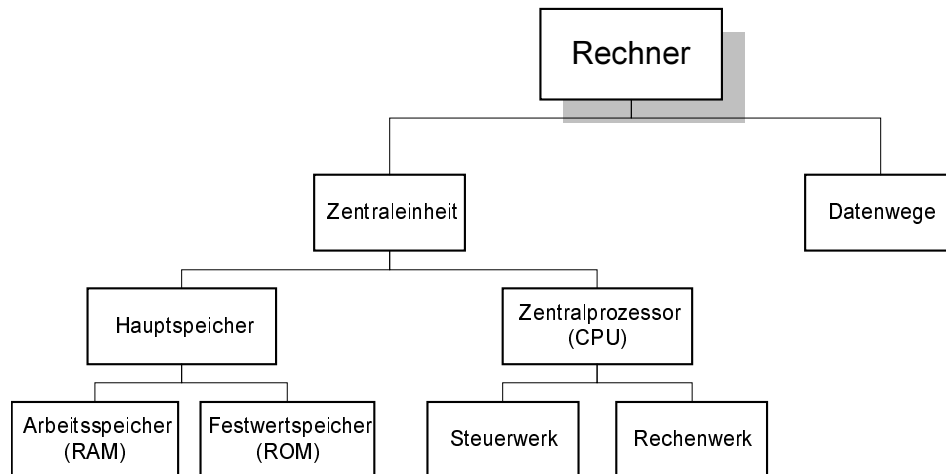 Rechner
Zentraleinheit
Datenwege
Hauptspeicher
Zentralprozessor
(CPU)
Arbeitsspeicher
(RAM)
Festwertspeicher
(ROM)
Steuerwerk
Rechenwerk